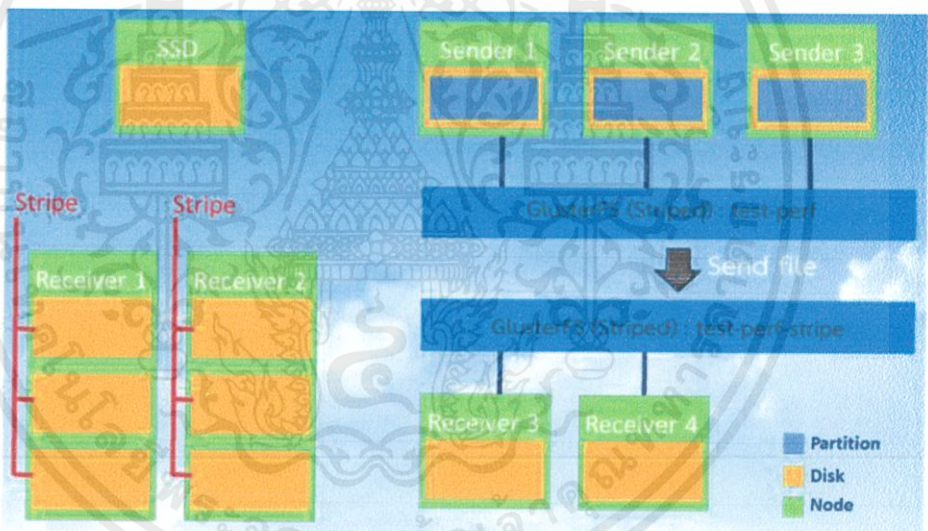 SSD
Sender 1
Sender 2
Sender 3
GlusterFS (Striped) : test-perf
Send file
Stripe
Stripe
Receiver 1
Receiver 2
GlusterFS (Striped) : test-perf-stripe
Receiver 3
Receiver 4
Partition
Disk
Node